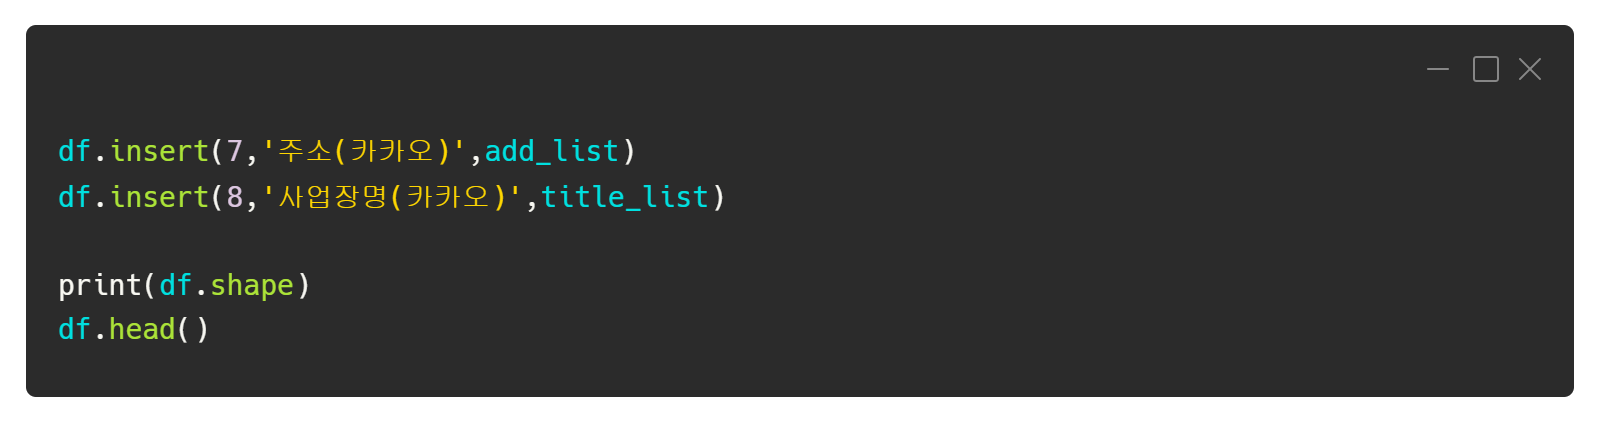 df.insert(7,'주소(카카오)',add_list)
df.insert(8,'사업장명(카카오)',title_list)
print(df.shape)
df.head()